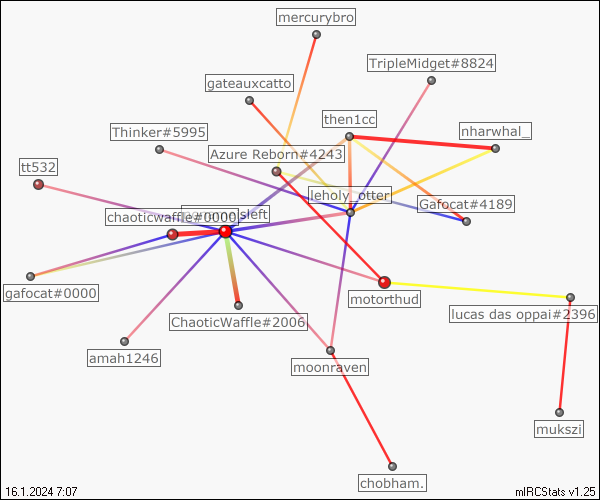 mercurybro
TripleMidget#8824
gateauxcatto
then1cc
Thinker#5995
nharwhal_
Azure Reborn#4243
tt532
leholy_otter
Gafocat#4189
chaoticwaffle#0000
sleft
gafocat#0000
motorthud
lucas das oppai#2396
ChaoticWaffle#2006
amah1246
moonraven
mukszi
chobham.
16.1.2024 7:07
mIRCStats v1.25